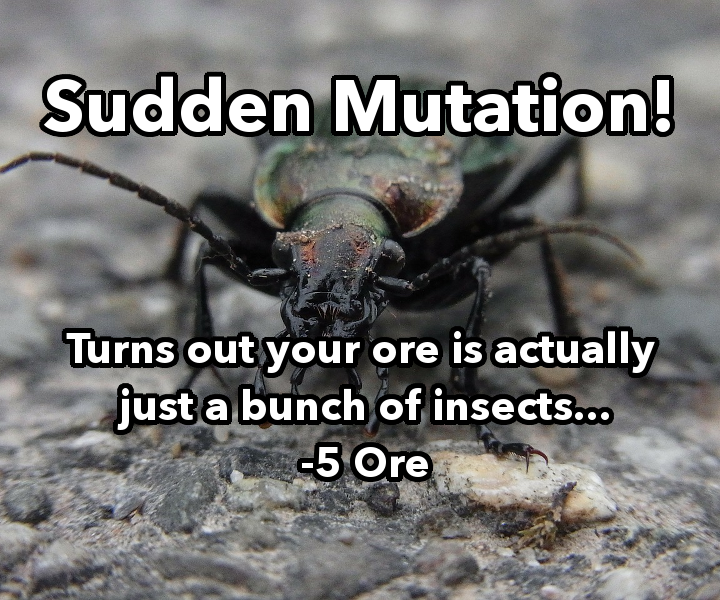 Sudden Mutation!
Turns out your ore is actually
just a bunch of insects...
-5 Ore